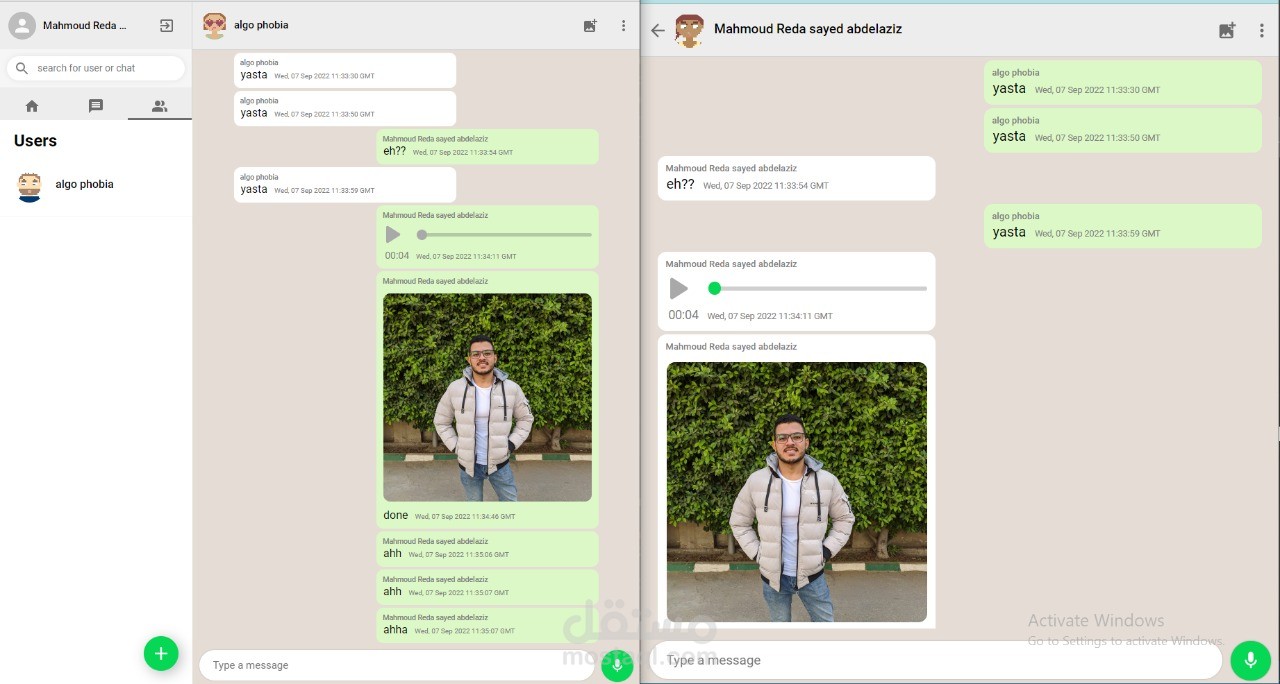 Mahmoud Reda ...
search for user or chat
Users
algo phobia
algo phobia
algo phobia
yasta Wed, 07 Sep 2022 11:33:30 GMT
algo phobia
yasta Wed, 07 Sep 2022 11:33:50 GMT
Mahmoud Reda sayed abdelaziz
eh?? Wed, 07 Sep 2022 11:33:54 GMT
algo phobia
yasta Wed, 07 Sep 2022 11:33:59 GMT
Mahmoud Reda sayed abdelaziz
00:04 Wed, 07 Sep 2022 11:34:11 GMT
Mahmoud Reda sayed abdelaziz
done Wed, 07 Sep 2022 11:34:46 GMT
Mahmoud Reda sayed abdelaziz
ahh Wed, 07 Sep 2022 11:35:06 GMT
Mahmoud Reda sayed abdelaziz
ahh Wed, 07 Sep 2022 11:35:07 GMT
Mahmoud Reda sayed abdelaziz
ahha Wed, 07 Sep 2022 11:35:07 GMT
Type a message
Mahmoud Reda sayed abdelaziz
algo phobia
yasta Wed, 07 Sep 2022 11:33:30 GMT
algo phobia
yasta Wed, 07 Sep 2022 11:33:50 GMT
Mahmoud Reda sayed abdelaziz
eh?? Wed, 07 Sep 2022 11:33:54 GMT
algo phobia
yasta Wed, 07 Sep 2022 11:33:59 GMT
Mahmoud Reda sayed abdelaziz
00:04 Wed, 07 Sep 2022 11:34:11 GMT
Mahmoud Reda sayed abdelaziz
Type a message
Activate Windows
Go to Settings to activate Windows.
مستقل
mostaql.com